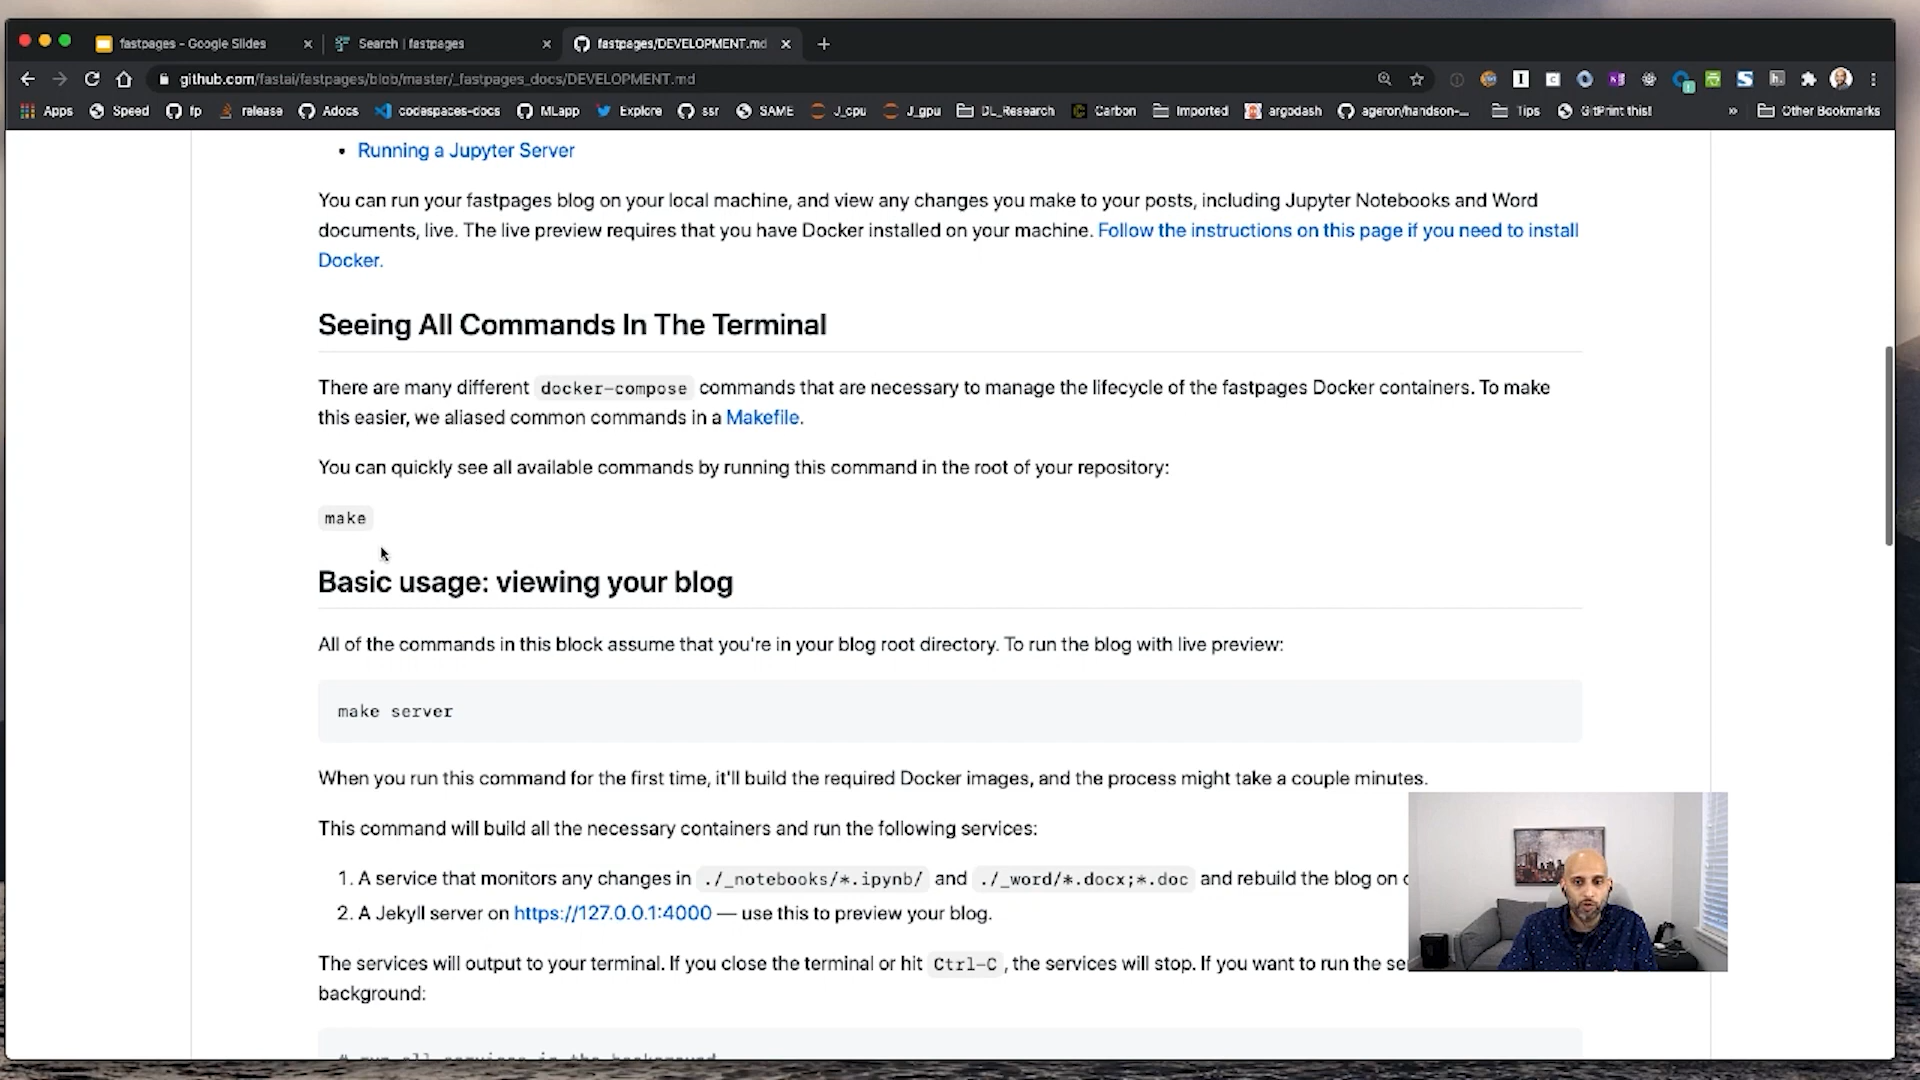 fastpages - Google Slides
Search | fastpages
fastpages/DEVELOPMENT.md
github.com/fastai/fastpages/blob/master/_fastpages_docs/DEVELOPMENT.md
Apps Speed fp release Adocs codespaces-docs MLapp Explore ssr SAME J_cpu J_gpu DL_Research Carbon Imported argodash ageron/handson-... Tips GitPrint this! » Other Bookmarks
• Running a Jupyter Server
You can run your fastpages blog on your local machine, and view any changes you make to your posts, including Jupyter Notebooks and Word
documents, live. The live preview requires that you have Docker installed on your machine. Follow the instructions on this page if you need to install
Docker.
Seeing All Commands In The Terminal
There are many different docker-compose commands that are necessary to manage the lifecycle of the fastpages Docker containers. To make
this easier, we aliased common commands in a Makefile.
You can quickly see all available commands by running this command in the root of your repository:
make
Basic usage: viewing your blog
All of the commands in this block assume that you're in your blog root directory. To run the blog with live preview:
make server
When you run this command for the first time, it'll build the required Docker images, and the process might take a couple minutes.
This command will build all the necessary containers and run the following services:
1. A service that monitors any changes in ./_notebooks/*.ipynb/ and ./_word/*.docx;*.doc and rebuild the blog on
2. A Jekyll server on https://127.0.0.1:4000 — use this to preview your blog.
The services will output to your terminal. If you close the terminal or hit Ctrl-C, the services will stop. If you want to run the
background:
# run all services in the background